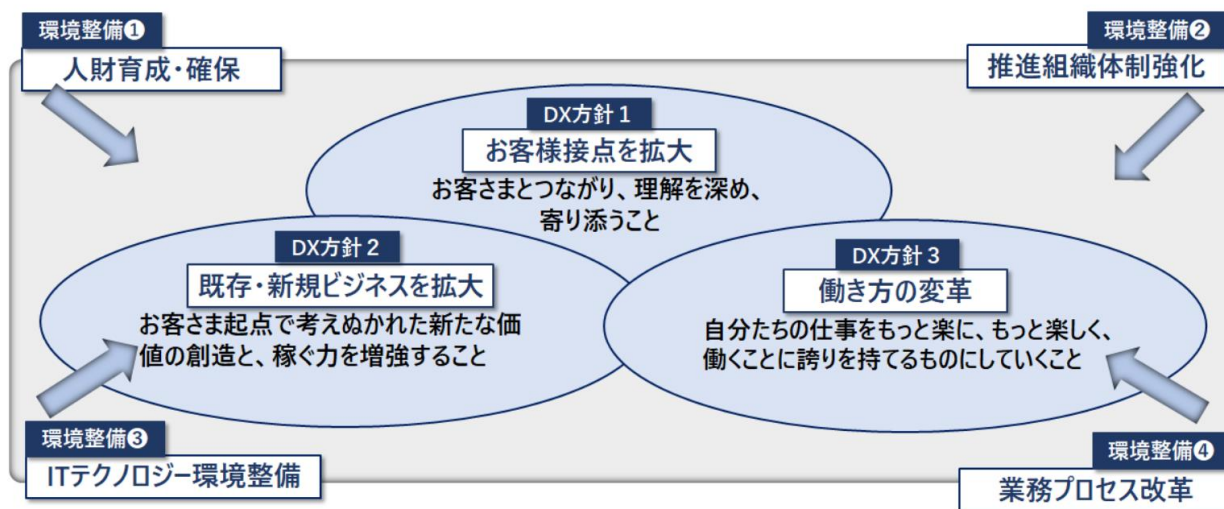 環境整備❶
人財育成・確保
環境整備❷
推進組織体制強化
DX方針1
お客様接点を拡大
お客さまとつながり、理解を深め、
寄り添うこと
DX方針2
既存・新規ビジネスを拡大
お客さま起点で考えぬかれた新たな価
値の創造と、稼ぐ力を増強すること
DX方針3
働き方の変革
自分たちの仕事をもっと楽に、もっと楽しく、
働くことに誇りを持てるものにしていくこと
環境整備❸
ITテクノロジー環境整備
環境整備❹
業務プロセス改革